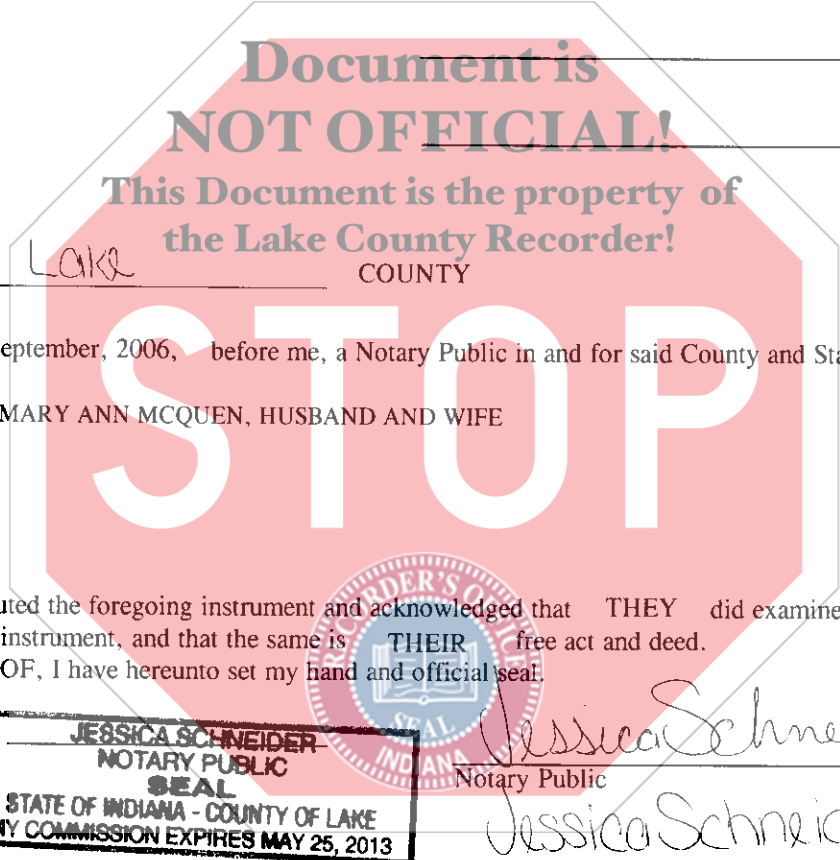 Document is
NOT OFFICIAL!
This Document is the property of
the Lake County Recorder!
Lake COUNTY
eptember, 2006, before me, a Notary Public in and for said County and Sta
MARY ANN MCQUEN, HUSBAND AND WIFE
STOP
uted the foregoing instrument and acknowledged that THEY did examine
instrument, and that the same is THEIR free act and deed.
OF, I have hereunto set my hand and official seal.
RECORDER'S OFFICE
SEAL
INDIANA
JESSICA SCHNEIDER
NOTARY PUBLIC
SEAL
STATE OF INDIANA - COUNTY OF LAKE
MY COMMISSION EXPIRES MAY 25, 2013
Jessica Schne
Notary Public
Jessica Schneid